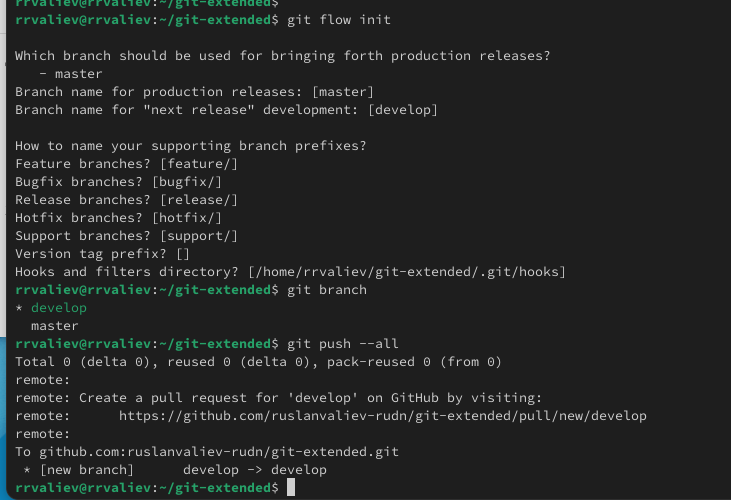 rrvaliev@rrvaliev:~/git-extended$
rrvaliev@rrvaliev:~/git-extended$ git flow init
Which branch should be used for bringing forth production releases?
   - master
Branch name for production releases: [master]
Branch name for "next release" development: [develop]
How to name your supporting branch prefixes?
Feature branches? [feature/]
Bugfix branches? [bugfix/]
Release branches? [release/]
Hotfix branches? [hotfix/]
Support branches? [support/]
Version tag prefix? []
Hooks and filters directory? [/home/rrvaliev/git-extended/.git/hooks]
rrvaliev@rrvaliev:~/git-extended$ git branch
* develop
  master
rrvaliev@rrvaliev:~/git-extended$ git push --all
Total 0 (delta 0), reused 0 (delta 0), pack-reused 0 (from 0)
remote:
remote: Create a pull request for 'develop' on GitHub by visiting:
remote:      https://github.com/ruslanvaliev-rudn/git-extended/pull/new/develop
remote:
To github.com:ruslanvaliev-rudn/git-extended.git
 * [new branch]      develop -> develop
rrvaliev@rrvaliev:~/git-extended$